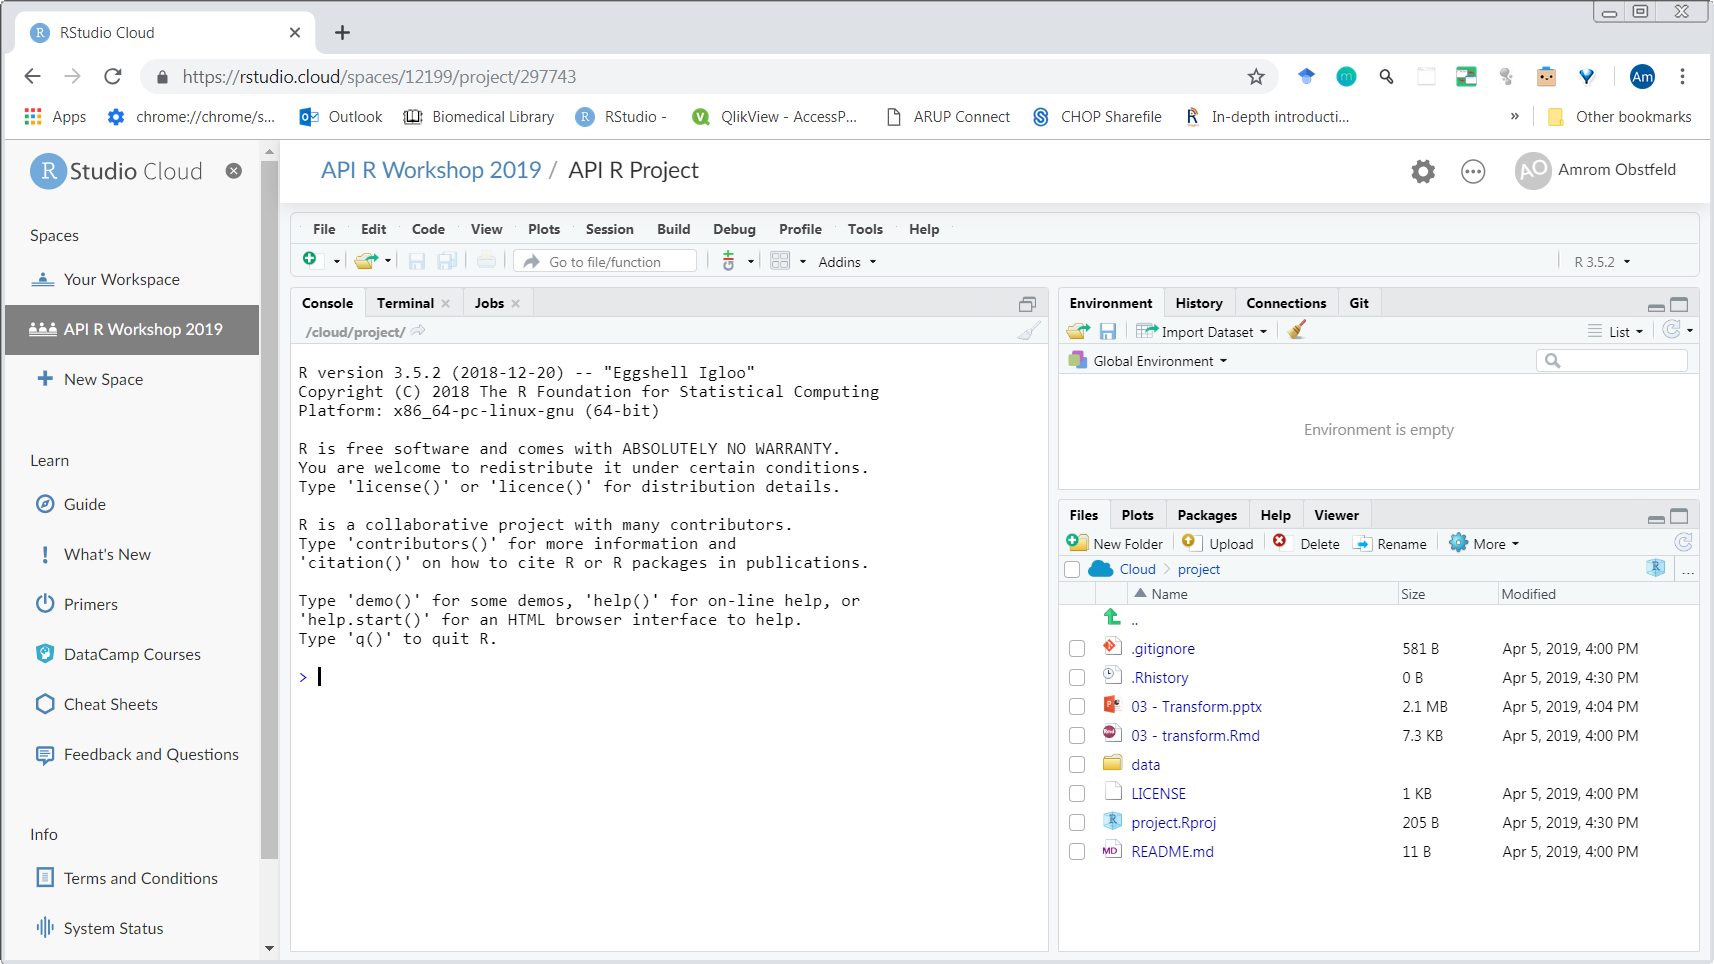 RStudio Cloud
https://rstudio.cloud/spaces/12199/project/297743
m
Am
Apps
chrome://chrome/s...
Outlook
Biomedical Library
RStudio -
QlikView - AccessP...
ARUP Connect
CHOP Sharefile
In-depth introducti...
»
Other bookmarks
R Studio Cloud
API R Workshop 2019 / API R Project
AO Amrom Obstfeld
Spaces
Your Workspace
API R Workshop 2019
New Space
Learn
Guide
What's New
Primers
DataCamp Courses
Cheat Sheets
Feedback and Questions
Info
Terms and Conditions
System Status
File Edit Code View Plots Session Build Debug Profile Tools Help
Go to file/function
Addins
R 3.5.2
Console Terminal Jobs
/cloud/project/
R version 3.5.2 (2018-12-20) -- "Eggshell Igloo"
Copyright (C) 2018 The R Foundation for Statistical Computing
Platform: x86_64-pc-linux-gnu (64-bit)
R is free software and comes with ABSOLUTELY NO WARRANTY.
You are welcome to redistribute it under certain conditions.
Type 'license()' or 'licence()' for distribution details.
R is a collaborative project with many contributors.
Type 'contributors()' for more information and
'citation()' on how to cite R or R packages in publications.
Type 'demo()' for some demos, 'help()' for on-line help, or
'help.start()' for an HTML browser interface to help.
Type 'q()' to quit R.
>
Environment History Connections Git
Import Dataset
List
Global Environment
Environment is empty
Files Plots Packages Help Viewer
New Folder Upload Delete Rename More
Cloud project
...
Name Size Modified
..
.gitignore 581 B Apr 5, 2019, 4:00 PM
.Rhistory 0 B Apr 5, 2019, 4:30 PM
03 - Transform.pptx 2.1 MB Apr 5, 2019, 4:04 PM
03 - transform.Rmd 7.3 KB Apr 5, 2019, 4:00 PM
data
LICENSE 1 KB Apr 5, 2019, 4:00 PM
project.Rproj 205 B Apr 5, 2019, 4:30 PM
README.md 11 B Apr 5, 2019, 4:00 PM